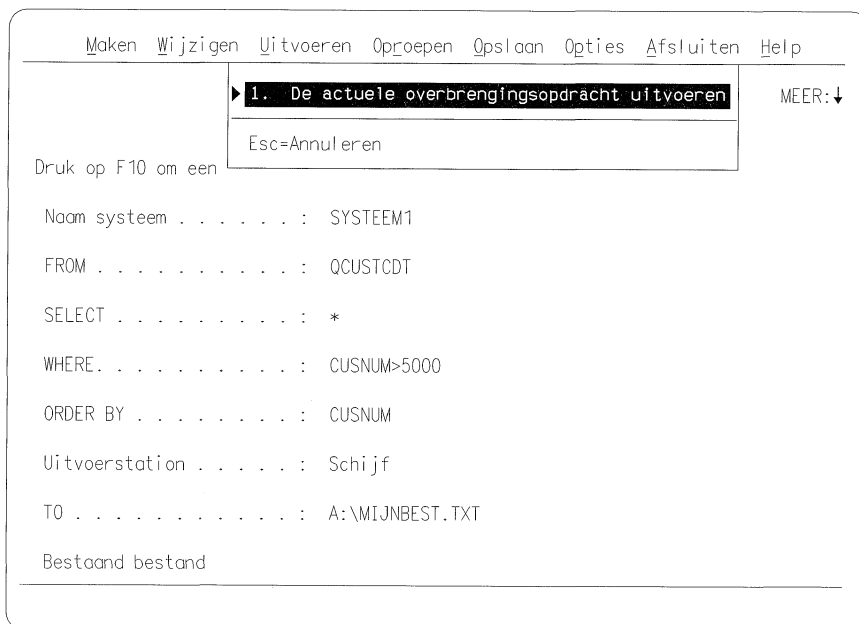 Maken Wijzigen Uitvoeren Oproepen Opslaan Opties Afsluiten Help
1. De actuele overbrengingsopdracht uitvoeren MEER:↓
Esc=Annuleren
Druk op F10 om een
Naam systeem . . . . . . : SYSTEEM1
FROM . . . . . . . . . . : QCUSTCDT
SELECT . . . . . . . . . : *
WHERE. . . . . . . . . . : CUSNUM>5000
ORDER BY . . . . . . . . : CUSNUM
Uitvoerstation . . . . . : Schijf
TO . . . . . . . . . . . : A:\MIJNBEST.TXT
Bestaand bestand